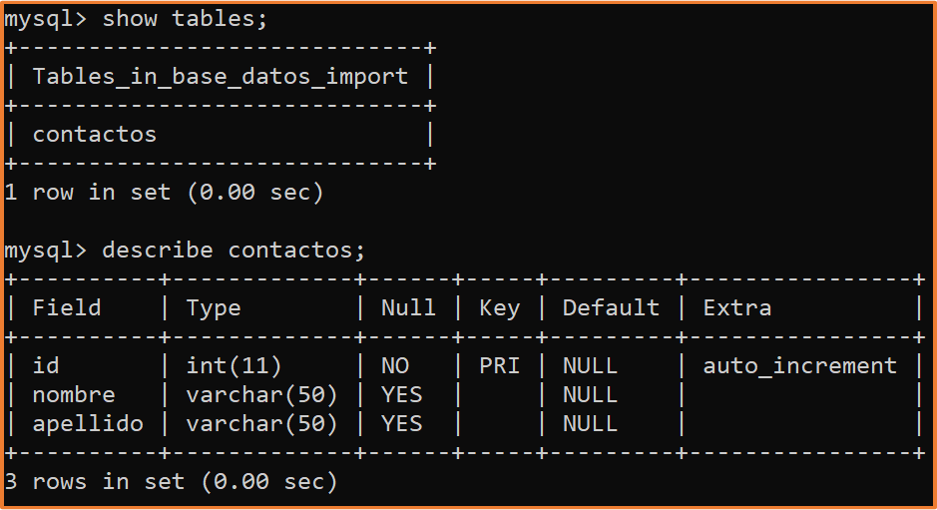 mysql> show tables;
+-----------------------------+
| Tables_in_base_datos_import |
+-----------------------------+
| contactos                   |
+-----------------------------+
1 row in set (0.00 sec)

mysql> describe contactos;
+----------+-------------+------+-----+---------+----------------+
| Field    | Type        | Null | Key | Default | Extra          |
+----------+-------------+------+-----+---------+----------------+
| id       | int(11)     | NO   | PRI | NULL    | auto_increment |
| nombre   | varchar(50) | YES  |     | NULL    |                |
| apellido | varchar(50) | YES  |     | NULL    |                |
+----------+-------------+------+-----+---------+----------------+
3 rows in set (0.00 sec)